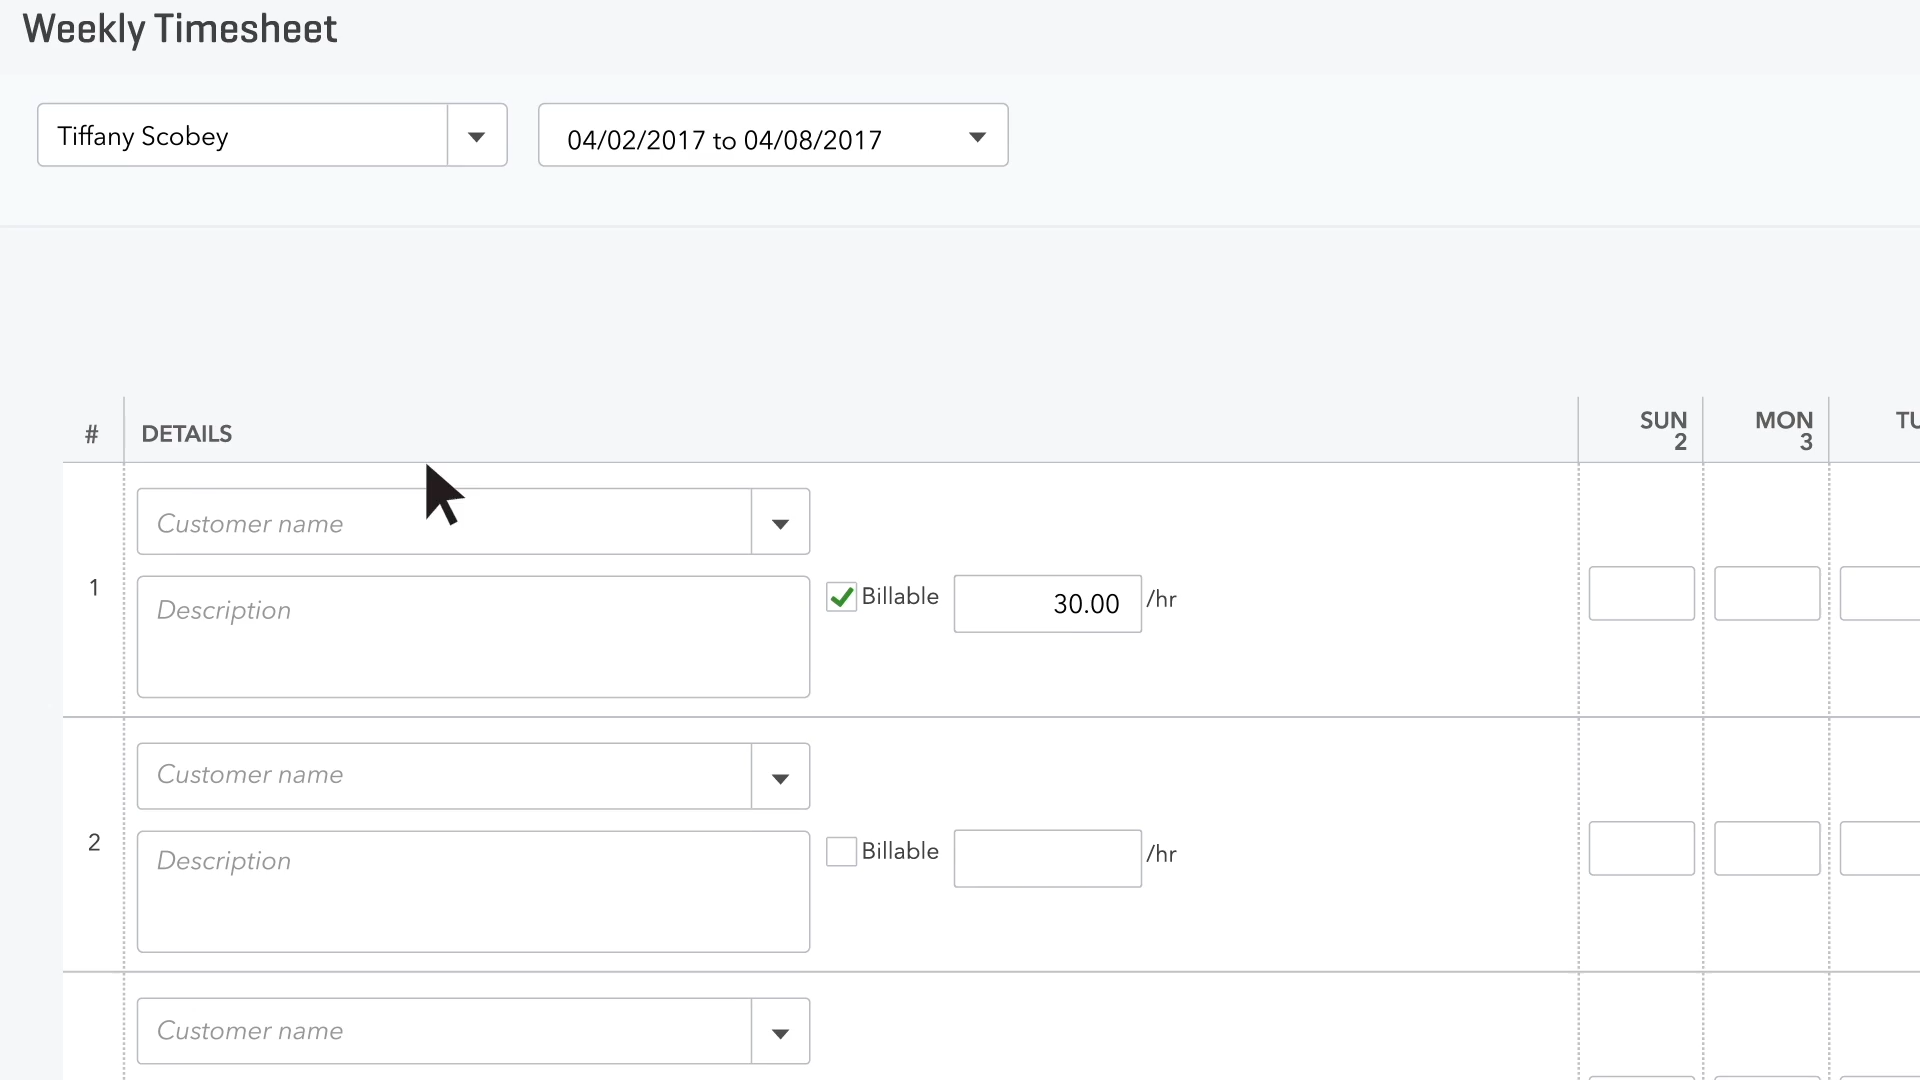 Weekly Timesheet
Tiffany Scobey
04/02/2017 to 04/08/2017
# DETAILS SUN MON TU
2 3
Customer name
1 Description Billable 30.00 /hr
Customer name
2 Description Billable /hr
Customer name